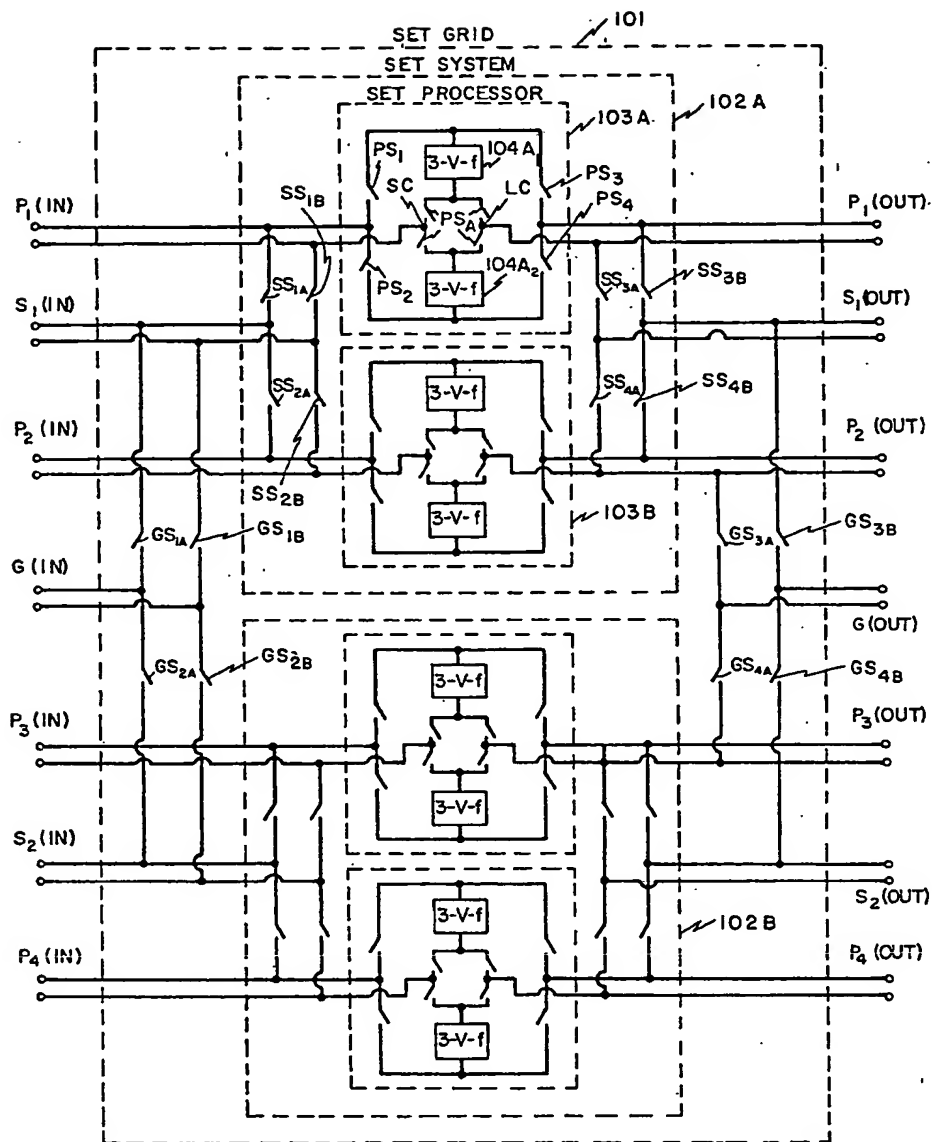 101
SET GRID
SET SYSTEM
SET PROCESSOR
102A
103A
PS1
3-V-f
104A
PS3
SC
PSA
LC
PS4
SS1B
P1 (IN)
P1 (OUT)
PS2
3-V-f
104A2
SS1A
SS3A
SS3B
S1 (IN)
S1 (OUT)
SS2A
3-V-f
SS4A
SS4B
P2 (IN)
P2 (OUT)
SS2B
3-V-f
103B
GS1A
GS1B
GS3A
GS3B
G (IN)
G (OUT)
GS2A
GS2B
3-V-f
GS4A
GS4B
P3 (IN)
P3 (OUT)
3-V-f
S2 (IN)
S2 (OUT)
3-V-f
102B
P4 (IN)
P4 (OUT)
3-V-f